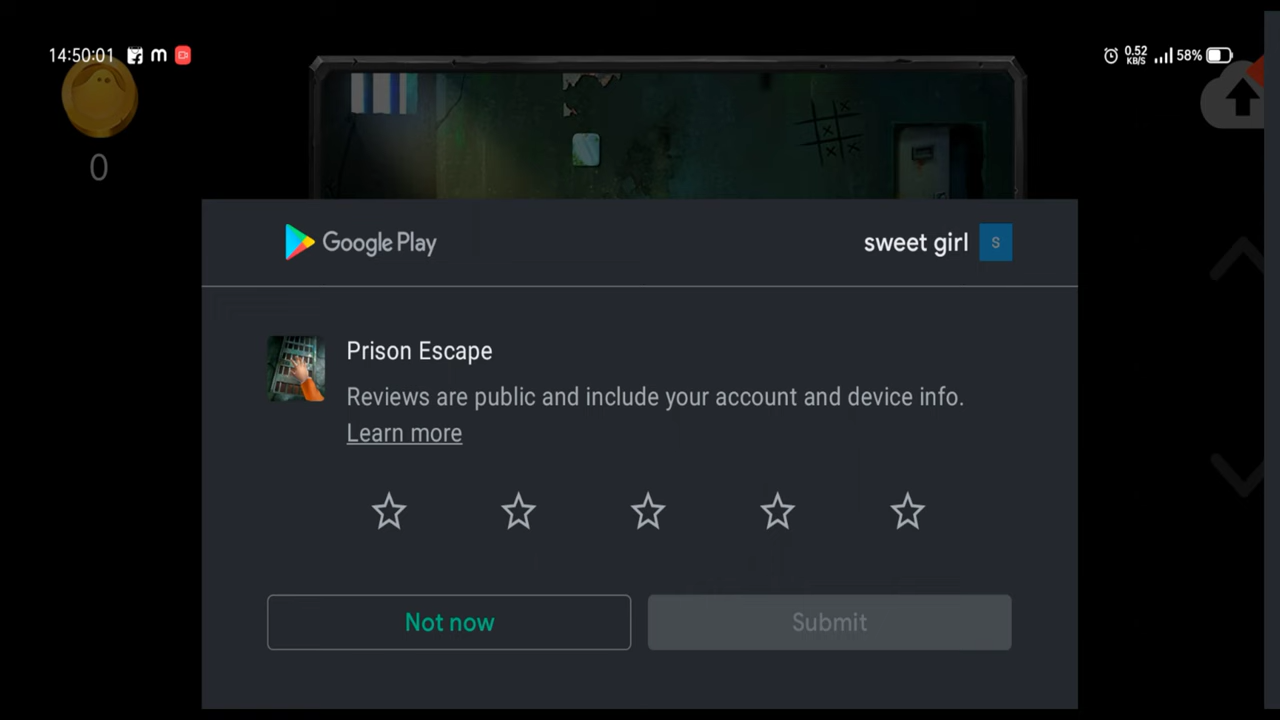 14:50:01 m 0.52 KB/S 58%
0
Google Play sweet girl S
Prison Escape
Reviews are public and include your account and device info.
Learn more
Not now Submit